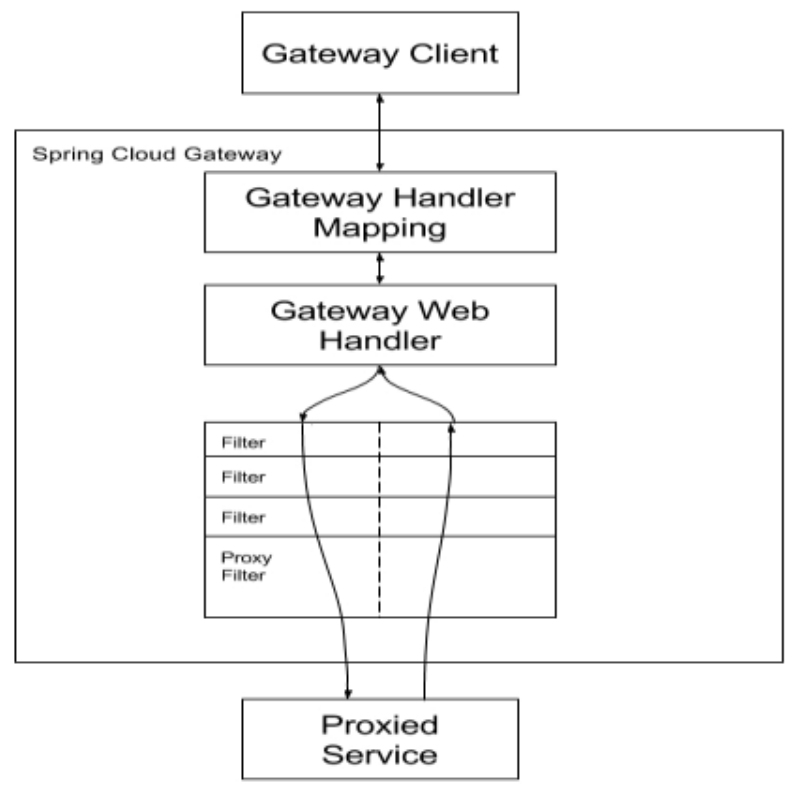 Gateway Client
Spring Cloud Gateway
Gateway Handler
Mapping
Gateway Web
Handler
Filter
Filter
Filter
Proxy
Filter
Proxied
Service